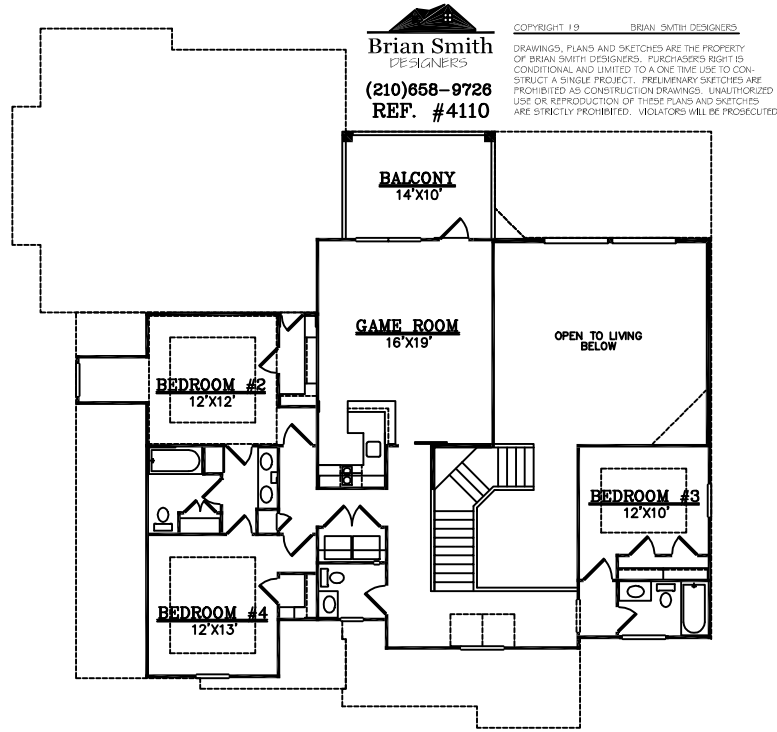 Brian Smith
DESIGNERS
(210)658-9726
REF. #4110
COPYRIGHT 19 BRIAN SMITH DESIGNERS
DRAWINGS, PLANS AND SKETCHES ARE THE PROPERTY
OF BRIAN SMITH DESIGNERS. PURCHASERS RIGHT IS
CONDITIONAL AND LIMITED TO A ONE TIME USE TO CON-
STRUCT A SINGLE PROJECT. PRELIMENARY SKETCHES ARE
PROHIBITED AS CONSTRUCTION DRAWINGS. UNAUTHORIZED
USE OR REPRODUCTION OF THESE PLANS AND SKETCHES
ARE STRICTLY PROHIBITED. VIOLATORS WILL BE PROSECUTED
BALCONY
14'X10'
GAME ROOM
16'X19'
OPEN TO LIVING
BELOW
BEDROOM #2
12'X12'
BEDROOM #3
12'X10'
BEDROOM #4
12'X13'